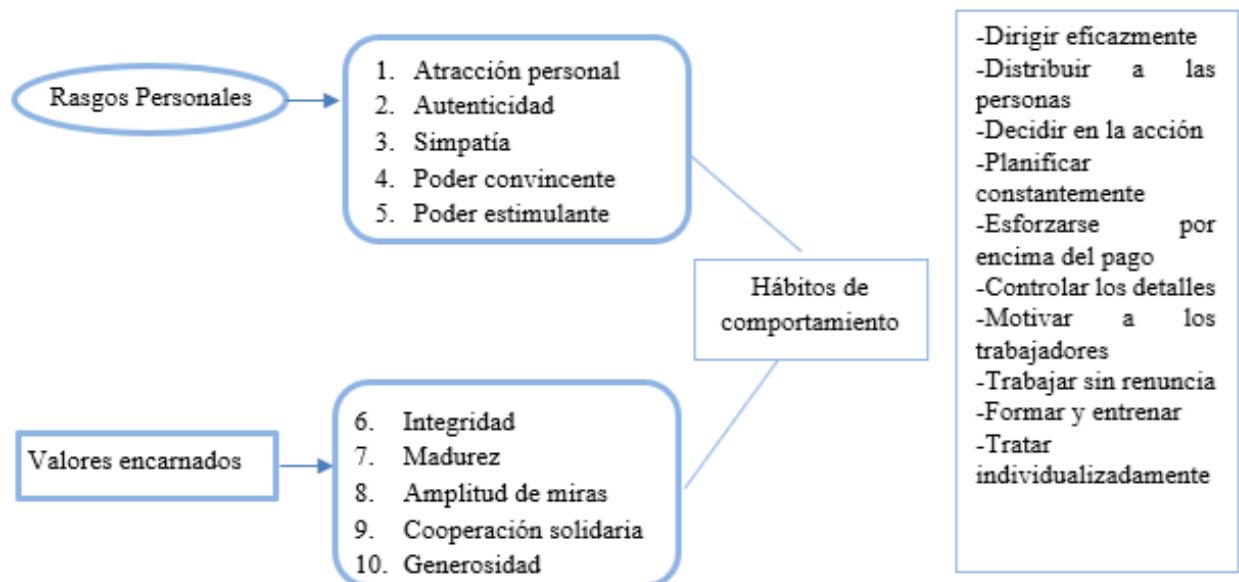 Rasgos Personales
1. Atracción personal
2. Autenticidad
3. Simpatía
4. Poder convincente
5. Poder estimulante
Hábitos de
comportamiento
Valores encarnados
6. Integridad
7. Madurez
8. Amplitud de miras
9. Cooperación solidaria
10. Generosidad
-Dirigir eficazmente
-Distribuir a las
personas
-Decidir en la acción
-Planificar
constantemente
-Esforzarse por
encima del pago
-Controlar los detalles
-Motivar a los
trabajadores
-Trabajar sin renuncia
-Formar y entrenar
-Tratar
individualizadamente